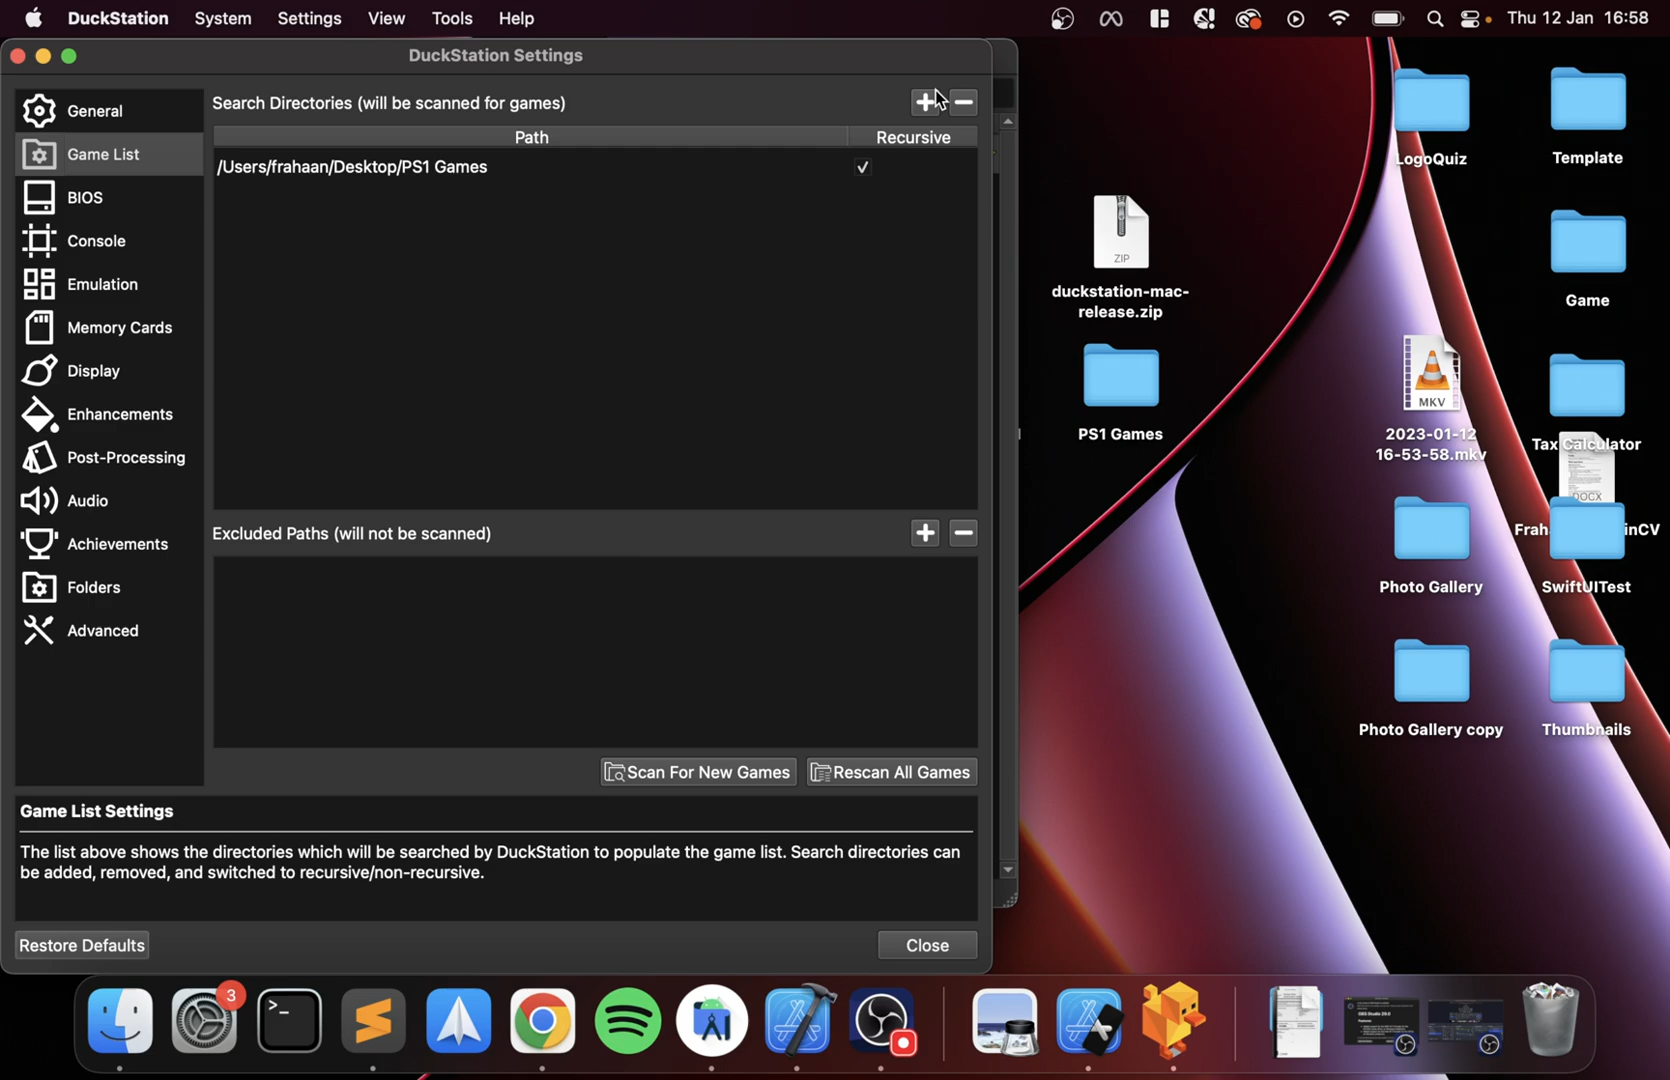 DuckStation System Settings View Tools Help
Thu 12 Jan 16:58
DuckStation Settings
General
Game List
BIOS
Console
Emulation
Memory Cards
Display
Enhancements
Post-Processing
Audio
Achievements
Folders
Advanced
Search Directories (will be scanned for games)
Path Recursive
/Users/frahaan/Desktop/PS1 Games
Excluded Paths (will not be scanned)
Scan For New Games Rescan All Games
Game List Settings
The list above shows the directories which will be searched by DuckStation to populate the game list. Search directories can
be added, removed, and switched to recursive/non-recursive.
Restore Defaults Close
ZIP
duckstation-mac-
release.zip
PS1 Games
LogoQuiz
Template
Game
MKV
2023-01-12
16-53-58.mkv
Tax Calculator
DOCX
Photo Gallery
SwiftUITest
Photo Gallery copy
Thumbnails
3